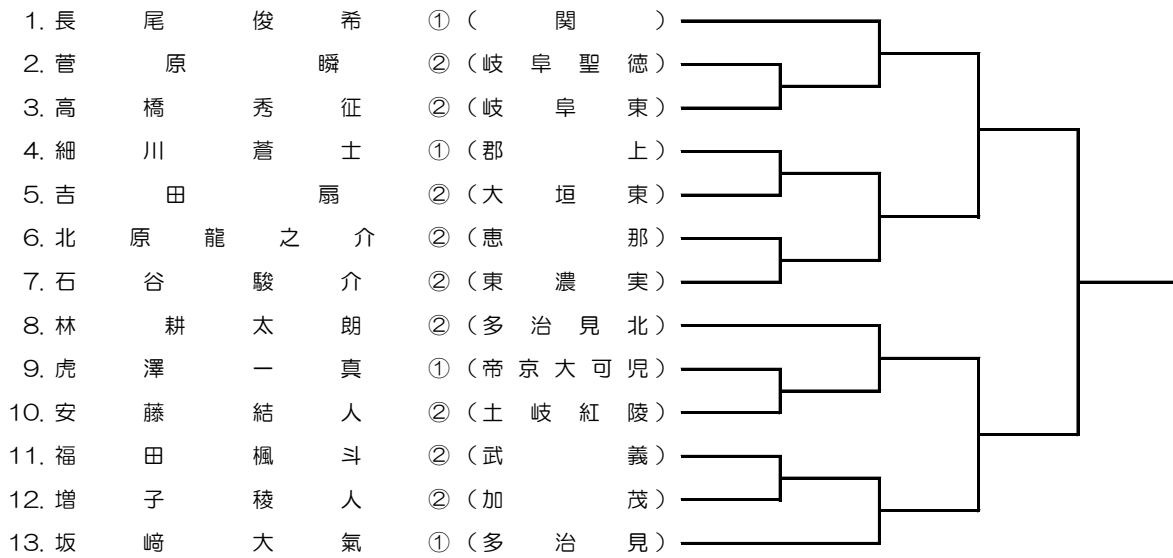 1. 長尾俊希 ① (関)
2. 菅原瞬 ② (岐阜聖徳)
3. 高橋秀征 ② (岐阜東)
4. 細川蒼士 ① (郡上)
5. 吉田扇 ② (大垣東)
6. 北原龍之介 ② (恵那)
7. 石谷駿介 ② (東濃実)
8. 林耕太朗 ② (多治見北)
9. 虎澤一真 ① (帝京大可児)
10. 安藤結人 ② (土岐紅陵)
11. 福田楓斗 ② (武義)
12. 増子稜人 ② (加茂)
13. 坂﨑大氣 ① (多治見)